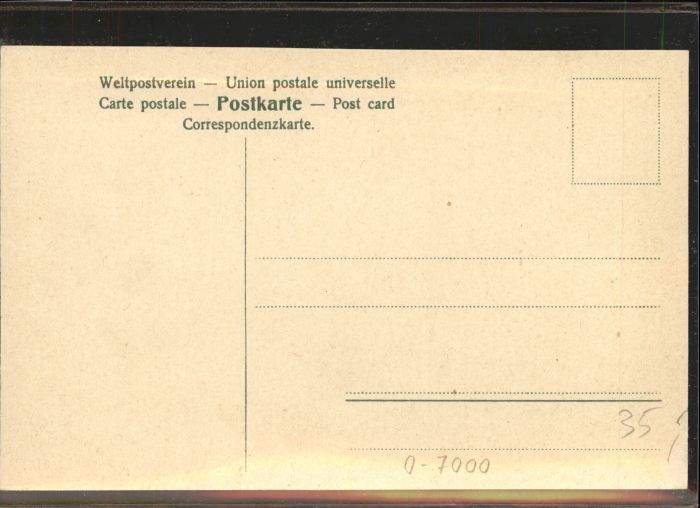 Weltpostverein — Union postale universelle
Carte postale — Postkarte — Post card
Correspondenzkarte.
35
0-7000